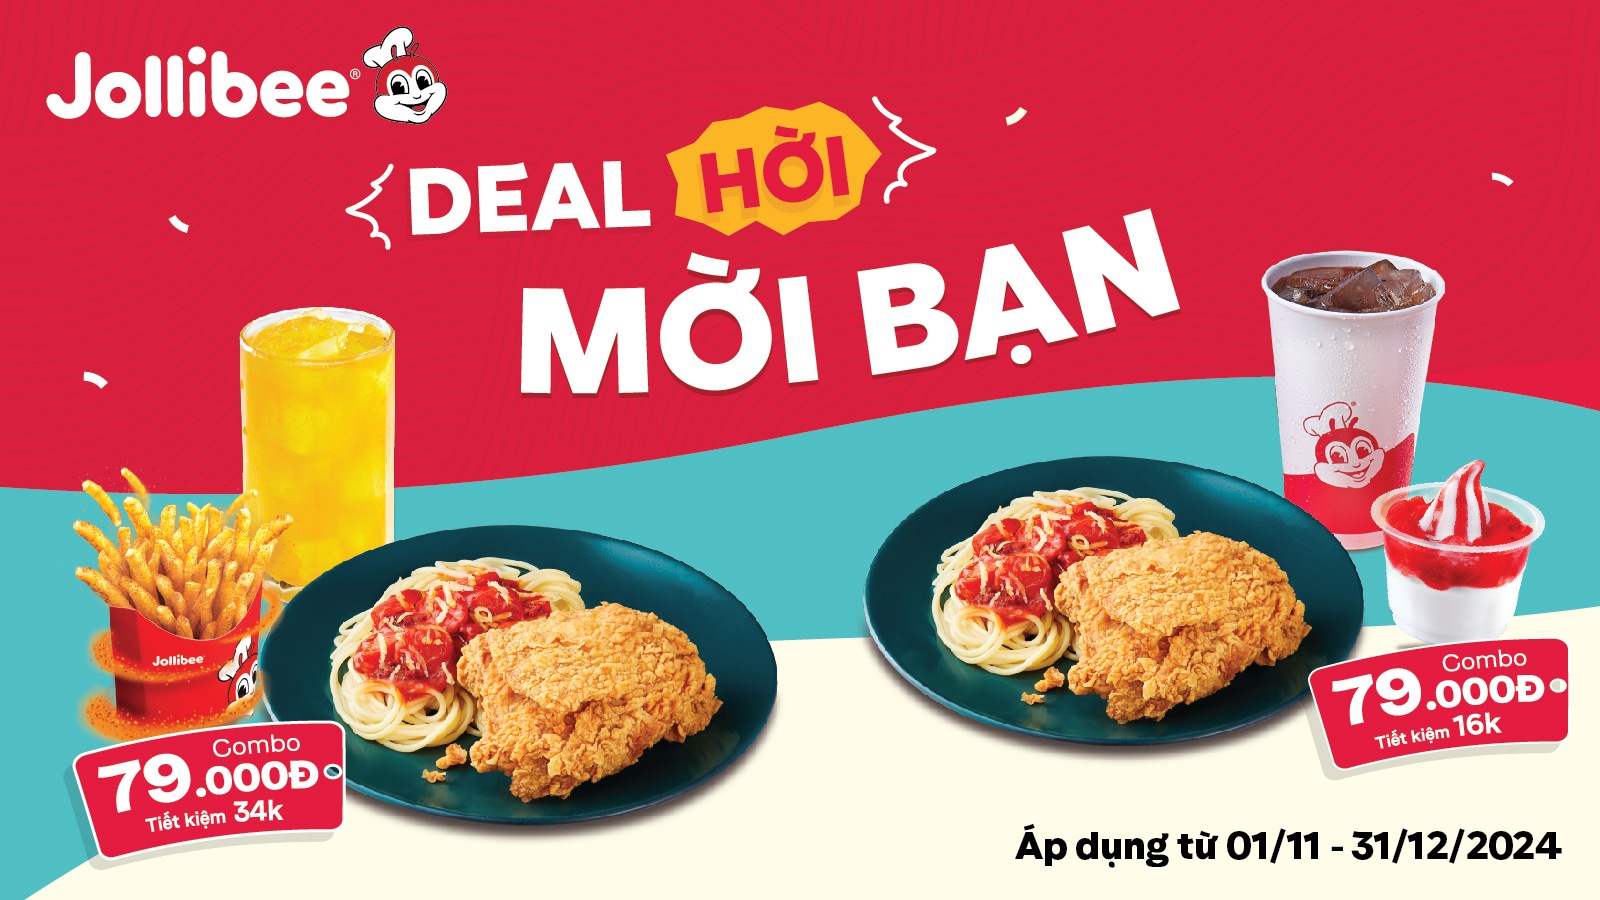 Jollibee®
DEAL HỜI
MỜI BẠN
Jollibee
Combo
79.000Đ
Tiết kiệm 34k
Combo
79.000Đ
Tiết kiệm 16k
Áp dụng từ 01/11 - 31/12/2024